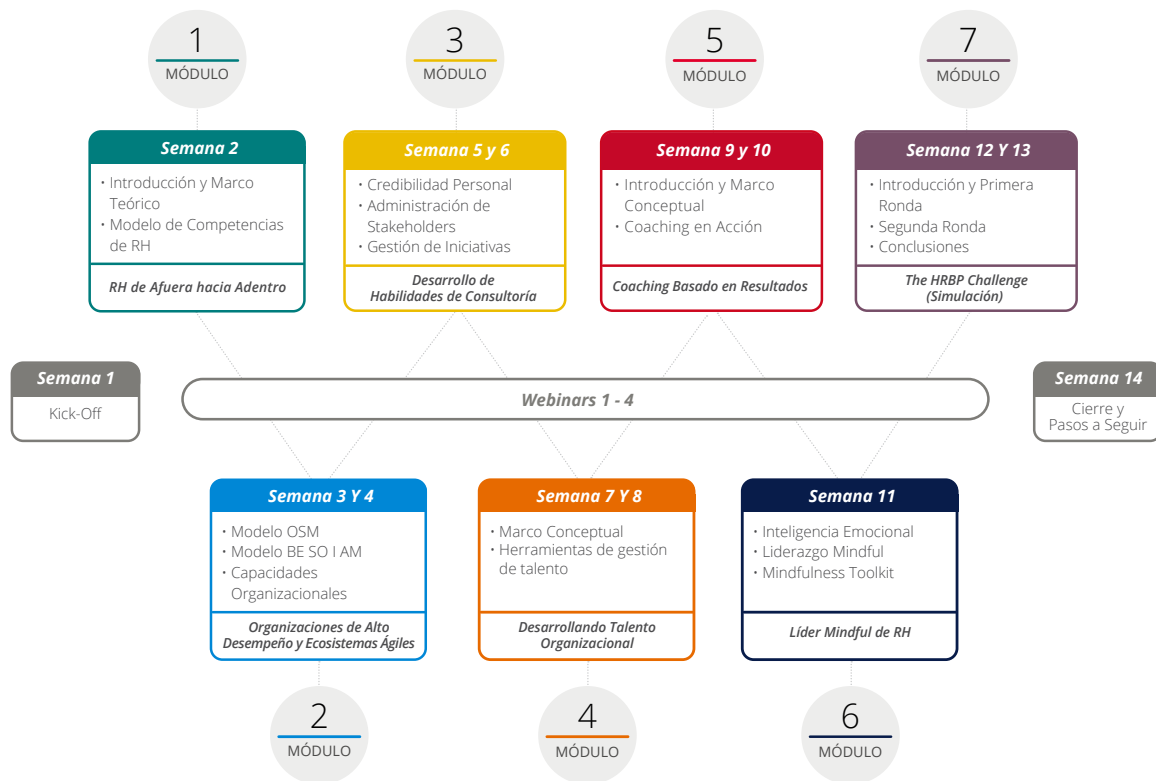 1
MÓDULO
3
MÓDULO
5
MÓDULO
7
MÓDULO
Semana 2
• Introducción y Marco
Teórico
• Modelo de Competencias
de RH
RH de Afuera hacia Adentro
Semana 5 y 6
• Credibilidad Personal
• Administración de
Stakeholders
• Gestión de Iniciativas
Desarrollo de
Habilidades de Consultoría
Semana 9 y 10
• Introducción y Marco
Conceptual
• Coaching en Acción
Coaching Basado en Resultados
Semana 12 Y 13
• Introducción y Primera
Ronda
• Segunda Ronda
• Conclusiones
The HRBP Challenge
(Simulación)
Semana 1
Kick-Off
Webinars 1 - 4
Semana 14
Cierre y
Pasos a Seguir
Semana 3 Y 4
• Modelo OSM
• Modelo BE SO I AM
• Capacidades
Organizacionales
Organizaciones de Alto
Desempeño y Ecosistemas Ágiles
Semana 7 Y 8
• Marco Conceptual
• Herramientas de gestión
de talento
Desarrollando Talento
Organizacional
Semana 11
• Inteligencia Emocional
• Liderazgo Mindful
• Mindfulness Toolkit
Líder Mindful de RH
2
MÓDULO
4
MÓDULO
6
MÓDULO